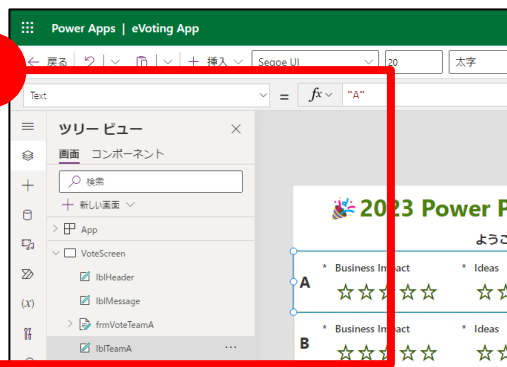 Power Apps | eVoting App
戻る 挿入 Segoe UI 20 太字
Text = fx "A"
ツリー ビュー
画面 コンポーネント
検索
新しい画面
App
VoteScreen
lblHeader
lblMessage
frmVoteTeamA
lblTeamA ...
2023 Power P
ようこ
* Business Impact * Ideas
A
* Business Impact * Ideas
B